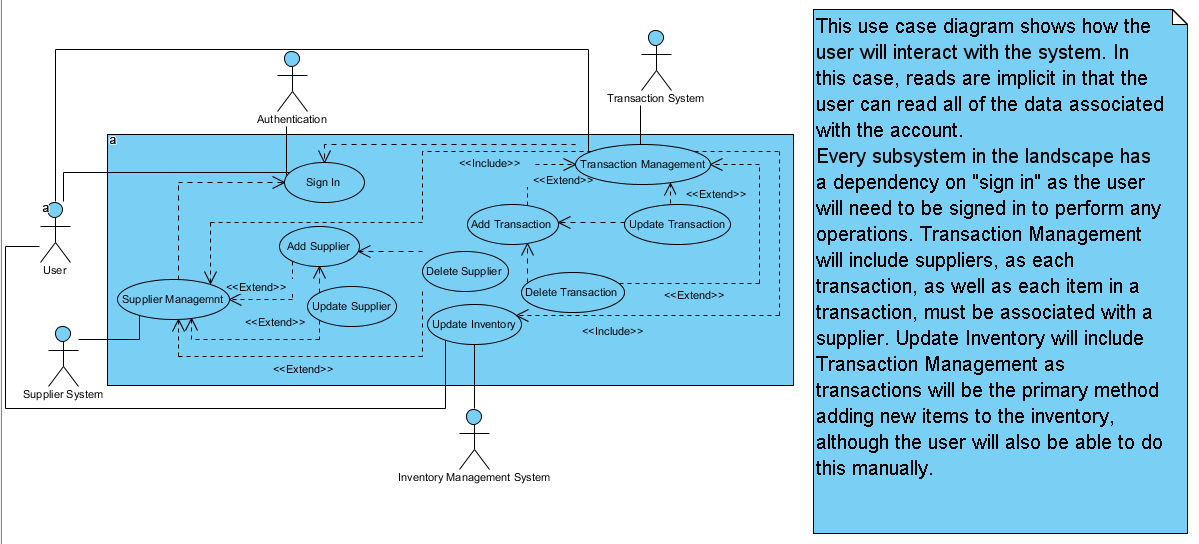 Transaction System
Authentication
a
<<Include>>
Transaction Management
Sign In
<<Extend>>
<<Extend>>
a
Add Transaction
Update Transaction
User
Add Supplier
Delete Supplier
<<Extend>>
Supplier Managemnt
Update Supplier
Delete Transaction
<<Extend>>
<<Extend>>
Update Inventory
<<Include>>
<<Extend>>
Supplier System
Inventory Management System
This use case diagram shows how the
user will interact with the system. In
this case, reads are implicit in that the
user can read all of the data associated
with the account.
Every subsystem in the landscape has
a dependency on "sign in" as the user
will need to be signed in to perform any
operations. Transaction Management
will include suppliers, as each
transaction, as well as each item in a
transaction, must be associated with a
supplier. Update Inventory will include
Transaction Management as
transactions will be the primary method
adding new items to the inventory,
although the user will also be able to do
this manually.